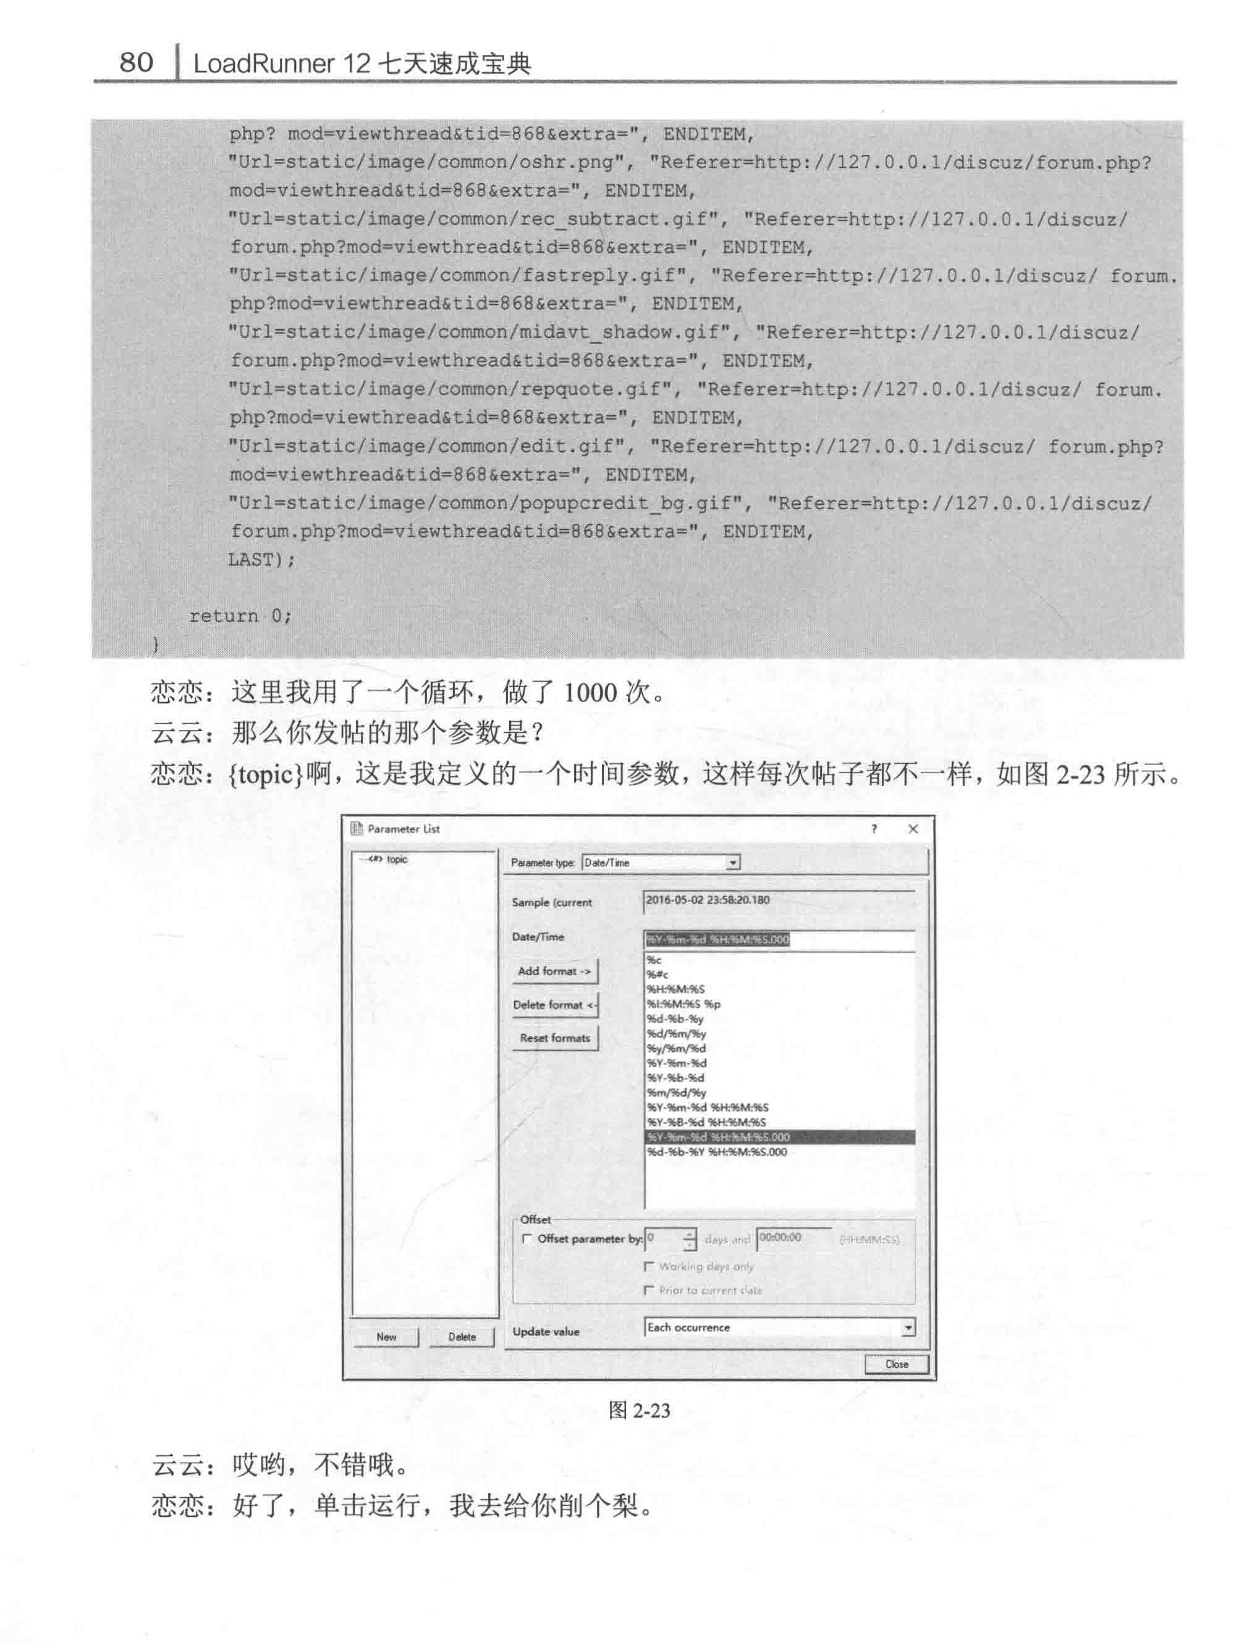 80 LoadRunner 12 七天速成宝典
php? mod=viewthread&tid=868&extra=", ENDITEM,
"Url=static/image/common/oshr.png", "Referer=http://127.0.0.1/discuz/forum.php?
mod=viewthread&tid=868&extra=", ENDITEM,
"Url=static/image/common/rec_subtract.gif", "Referer=http://127.0.0.1/discuz/
forum.php?mod=viewthread&tid=868&extra=", ENDITEM,
"Url=static/image/common/fastreply.gif", "Referer=http://127.0.0.1/discuz/ forum.
php?mod=viewthread&tid=868&extra=", ENDITEM,
"Url=static/image/common/midavt_shadow.gif", "Referer=http://127.0.0.1/discuz/
forum.php?mod=viewthread&tid=868&extra=", ENDITEM,
"Url=static/image/common/repquote.gif", "Referer=http://127.0.0.1/discuz/ forum.
php?mod=viewthread&tid=868&extra=", ENDITEM,
"Url=static/image/common/edit.gif", "Referer=http://127.0.0.1/discuz/ forum.php?
mod=viewthread&tid=868&extra=", ENDITEM,
"Url=static/image/common/popupcredit_bg.gif", "Referer=http://127.0.0.1/discuz/
forum.php?mod=viewthread&tid=868&extra=", ENDITEM,
LAST);
return 0;
}
恋恋：这里我用了一个循环，做了 1000 次。
云云：那么你发帖的那个参数是？
恋恋：{topic}啊，这是我定义的一个时间参数，这样每次帖子都不一样，如图 2-23 所示。
Parameter List ? ×
<#> topic
Parameter type: Date/Time
Sample (current 2016-05-02 23:58:20.180
Date/Time %Y-%m-%d %H:%M:%S.000
Add format ->
Delete format <-
Reset formats
%c
%#c
%H:%M:%S
%I:%M:%S %p
%d-%b-%y
%d/%m/%y
%y/%m/%d
%Y-%m-%d
%Y-%b-%d
%m/%d/%y
%Y-%m-%d %H:%M:%S
%Y-%B-%d %H:%M:%S
%Y-%m-%d %H:%M:%S.000
%d-%b-%Y %H:%M:%S.000
Offset
Offset parameter by: 0 days and 00:00:00 (HH:MM:SS)
Working days only
Prior to current date
Update value Each occurrence
New Delete
Close
图 2-23
云云：哎哟，不错哦。
恋恋：好了，单击运行，我去给你削个梨。